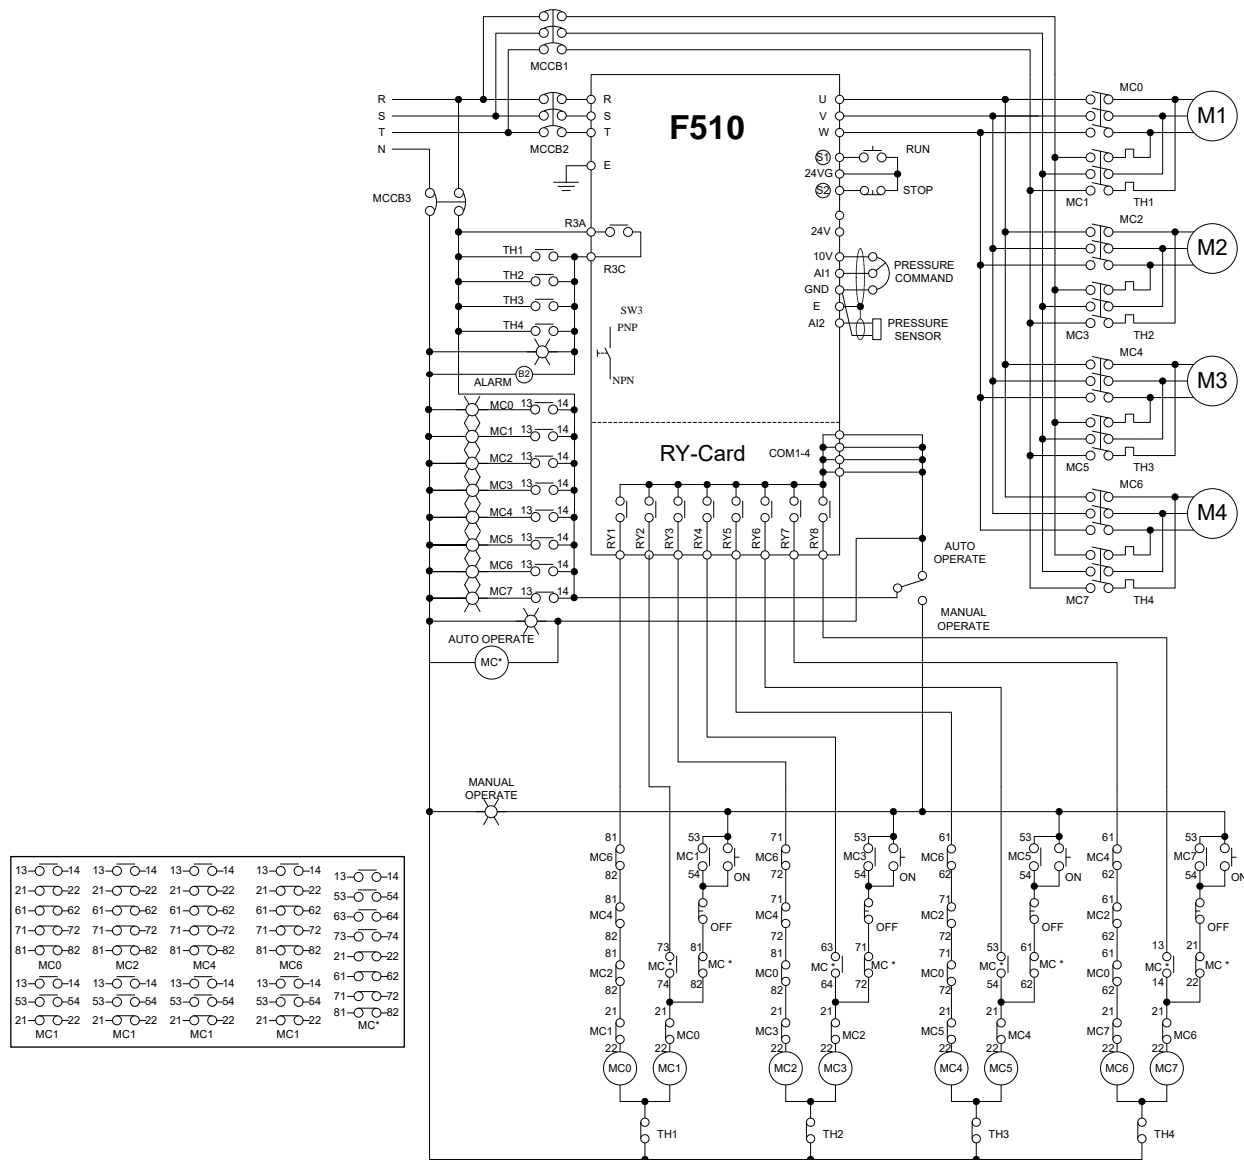 MCCB1
R
S
T
N
MCCB2
R
S
T
E
F510
U
V
W
S1
24VG
S2
RUN
STOP
24V
10V
AI1
GND
E
AI2
PRESSURE
COMMAND
PRESSURE
SENSOR
MCCB3
R3A
R3C
TH1
TH2
TH3
TH4
SW3
PNP
NPN
ALARM
B2
MC0 13 14
MC1 13 14
MC2 13 14
MC3 13 14
MC4 13 14
MC5 13 14
MC6 13 14
MC7 13 14
RY-Card
COM1-4
RY1
RY2
RY3
RY4
RY5
RY6
RY7
RY8
AUTO
OPERATE
MANUAL
OPERATE
AUTO OPERATE
MC*
MC0
M1
MC1
TH1
MC2
M2
MC3
TH2
MC4
M3
MC5
TH3
MC6
M4
MC7
TH4
MANUAL
OPERATE
81
MC6
82
81
MC4
82
81
MC2
82
21
MC1
22
MC0
53
MC1
54
ON
OFF
73
MC *
74
81
MC *
82
21
MC0
22
MC1
TH1
71
MC6
72
71
MC4
72
81
MC0
82
21
MC3
22
MC2
53
MC3
54
ON
OFF
63
MC *
64
71
MC *
72
21
MC2
22
MC3
TH2
61
MC6
62
71
MC2
72
71
MC0
72
21
MC5
22
MC4
53
MC5
54
ON
OFF
53
MC *
54
61
MC *
62
21
MC4
22
MC5
TH3
61
MC4
62
61
MC2
62
61
MC0
62
21
MC7
22
MC6
53
MC7
54
ON
OFF
13
MC *
14
21
MC *
22
21
MC6
22
MC7
TH4
13 14 13 14 13 14 13 14
21 22 21 22 21 22 21 22
61 62 61 62 61 62 61 62
71 72 71 72 71 72 71 72
81 82 81 82 81 82 81 82
MC0 MC2 MC4 MC6
13 14 13 14 13 14 13 14
53 54 53 54 53 54 53 54
21 22 21 22 21 22 21 22
MC1 MC1 MC1 MC1
13 14
53 54
63 64
73 74
21 22
61 62
71 72
81 82
MC*